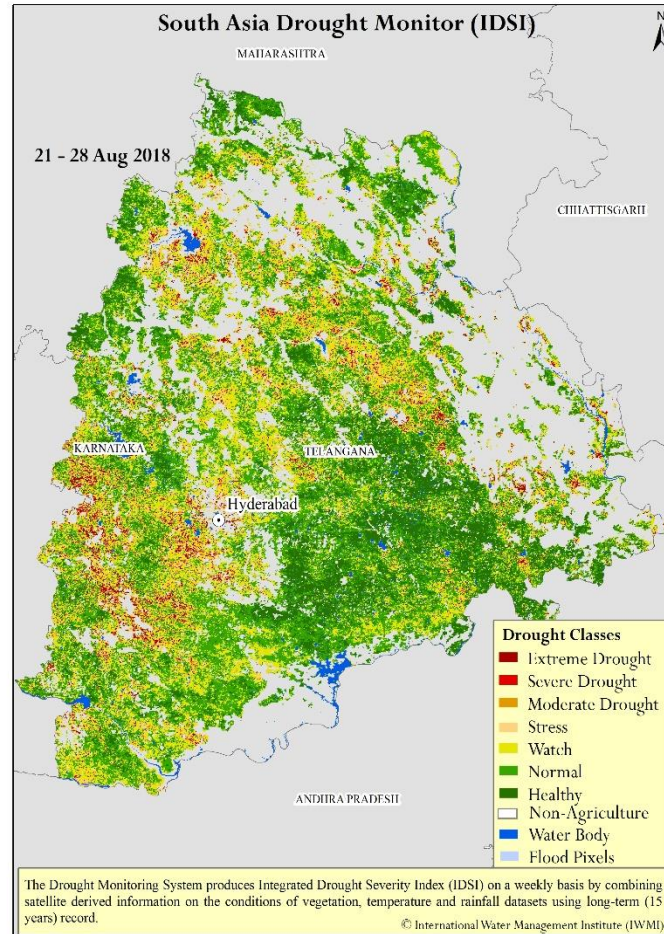 South Asia Drought Monitor (IDSI)
N
MAHARASHTRA
21 - 28 Aug 2018
CHHATTISGARH
KARNATAKA
TELANGANA
Hyderabad
ANDHRA PRADESH
Drought Classes
Extreme Drought
Severe Drought
Moderate Drought
Stress
Watch
Normal
Healthy
Non-Agriculture
Water Body
Flood Pixels
The Drought Monitoring System produces Integrated Drought Severity Index (IDSI) on a weekly basis by combining
satellite derived information on the conditions of vegetation, temperature and rainfall datasets using long-term (15
years) record.
© International Water Management Institute (IWMI)